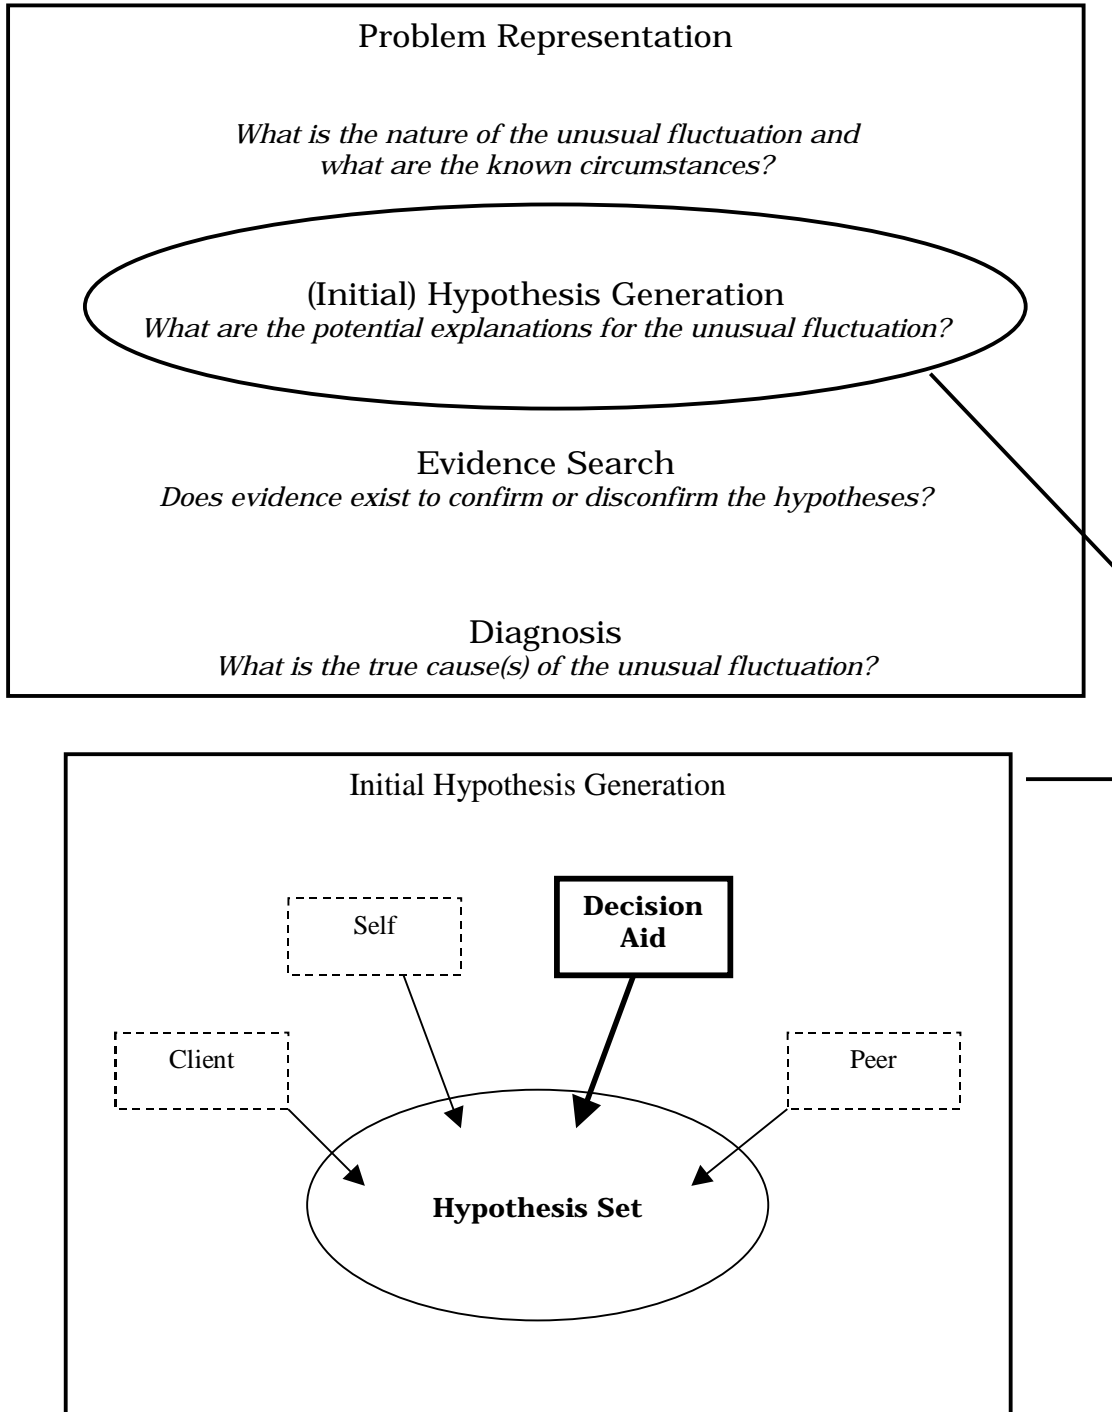 Problem Representation
What is the nature of the unusual fluctuation and
what are the known circumstances?
(Initial) Hypothesis Generation
What are the potential explanations for the unusual fluctuation?
Evidence Search
Does evidence exist to confirm or disconfirm the hypotheses?
Diagnosis
What is the true cause(s) of the unusual fluctuation?
Initial Hypothesis Generation
Decision
Aid
Self
Client
Peer
Hypothesis Set